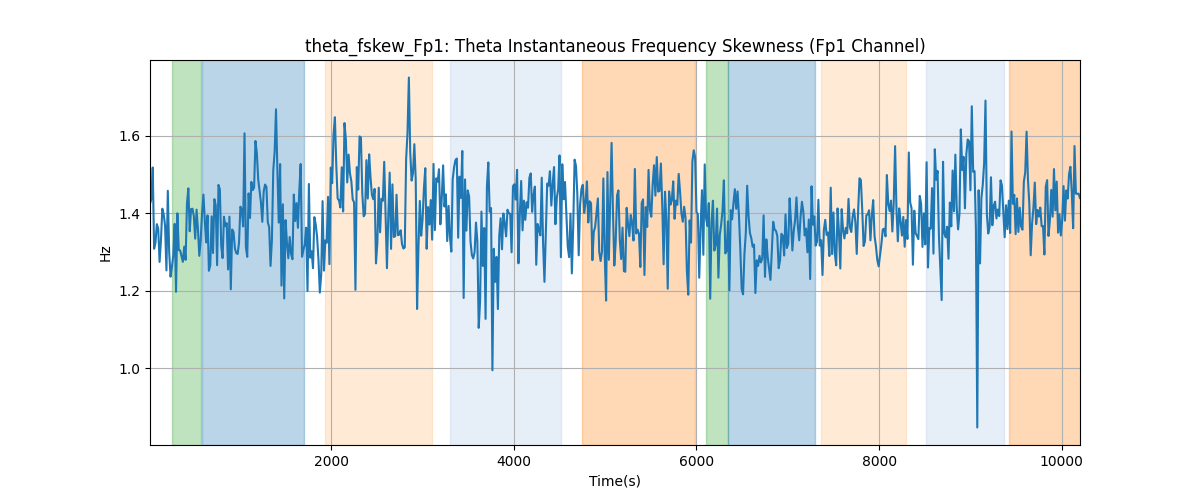 theta_fskew_Fp1: Theta Instantaneous Frequency Skewness (Fp1 Channel)
1.6
1.4
1.2
1.0
Hz
2000 4000 6000 8000 10000
Time(s)